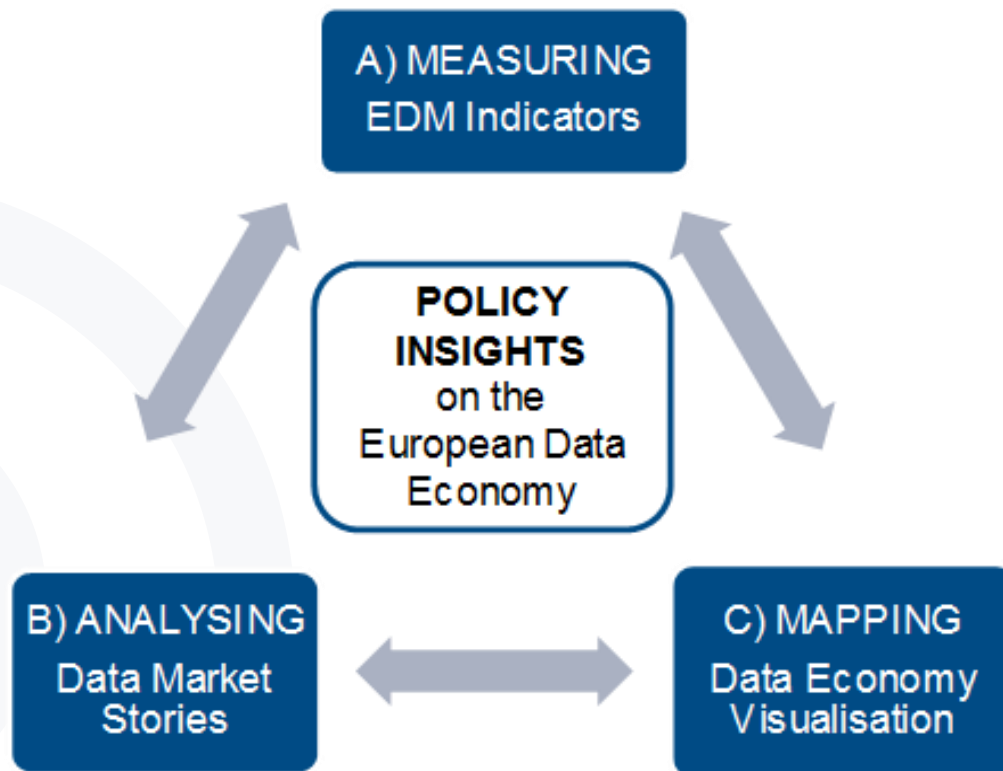 A) MEASURING
EDM Indicators
POLICY
INSIGHTS
on the
European Data
Economy
B) ANALYSING
Data Market
Stories
C) MAPPING
Data Economy
Visualisation